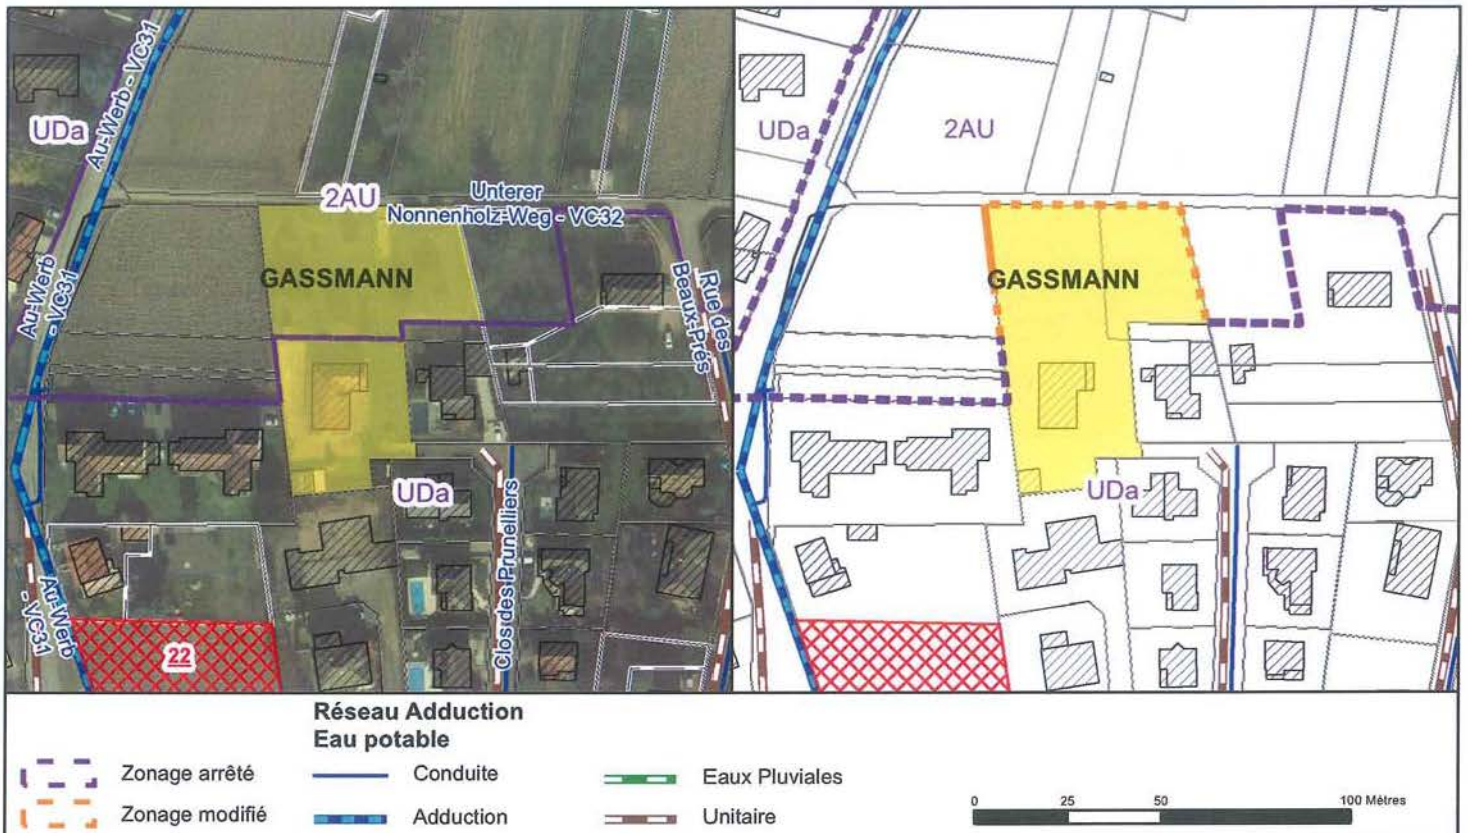 UDa
Au-Werb - VC31
2AU
Unterer
Nonnenholz-Weg - VC32
GASSMANN
Au-Werb
- VC31
Rue des
Beaux-Prés
UDa
Clos des Prunelliers
Au-Werb
- VC31
22
UDa
2AU
GASSMANN
UDa
Réseau Adduction
Eau potable
Zonage arrêté
Conduite
Eaux Pluviales
Zonage modifié
Adduction
Unitaire
0 25 50 100 Mètres